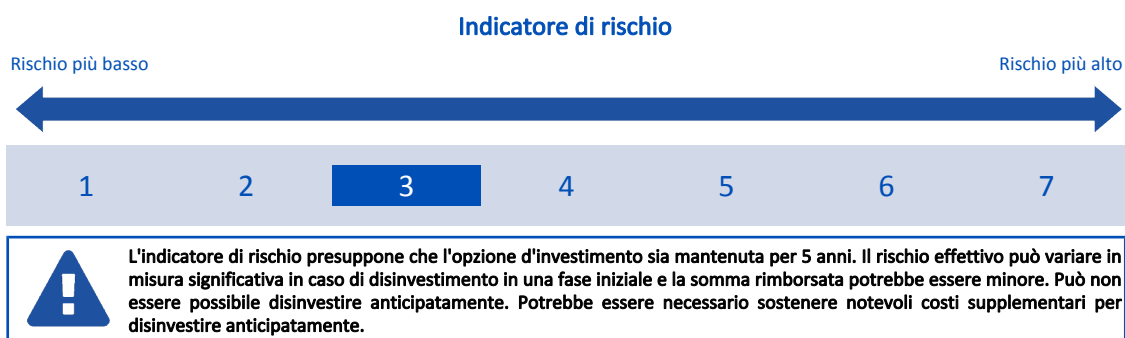 Indicatore di rischio
Rischio più basso
Rischio più alto
1 2 3 4 5 6 7
L'indicatore di rischio presuppone che l'opzione d'investimento sia mantenuta per 5 anni. Il rischio effettivo può variare in
misura significativa in caso di disinvestimento in una fase iniziale e la somma rimborsata potrebbe essere minore. Può non
essere possibile disinvestire anticipatamente. Potrebbe essere necessario sostenere notevoli costi supplementari per
disinvestire anticipatamente.